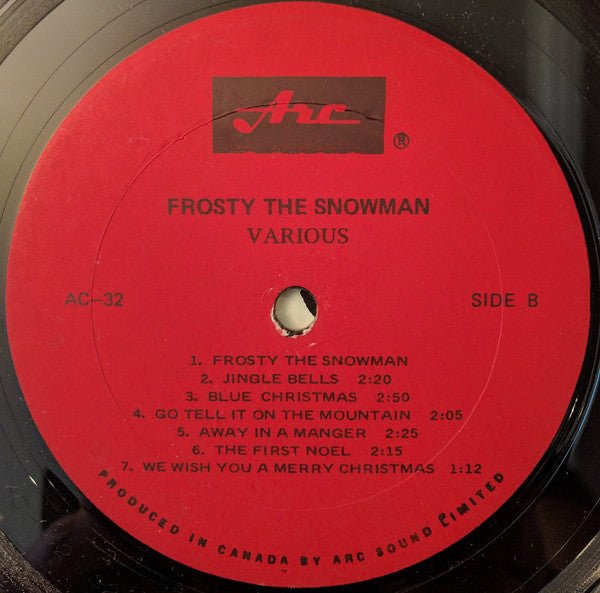 Arc
®
FROSTY THE SNOWMAN
VARIOUS
AC-32
SIDE B
1. FROSTY THE SNOWMAN
2. JINGLE BELLS 2:20
3. BLUE CHRISTMAS 2:50
4. GO TELL IT ON THE MOUNTAIN 2:05
5. AWAY IN A MANGER 2:25
6. THE FIRST NOEL 2:15
7. WE WISH YOU A MERRY CHRISTMAS 1:12
PRODUCED IN CANADA BY ARC SOUND LIMITED